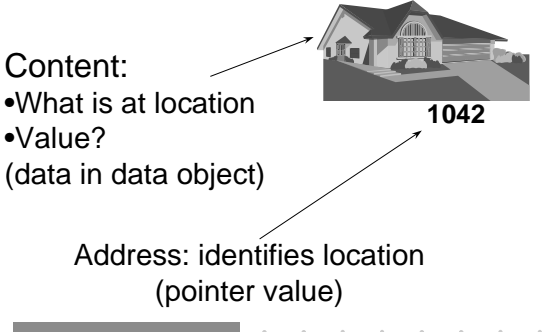 Content:
•What is at location
•Value?
(data in data object)
1042
Address: identifies location
(pointer value)